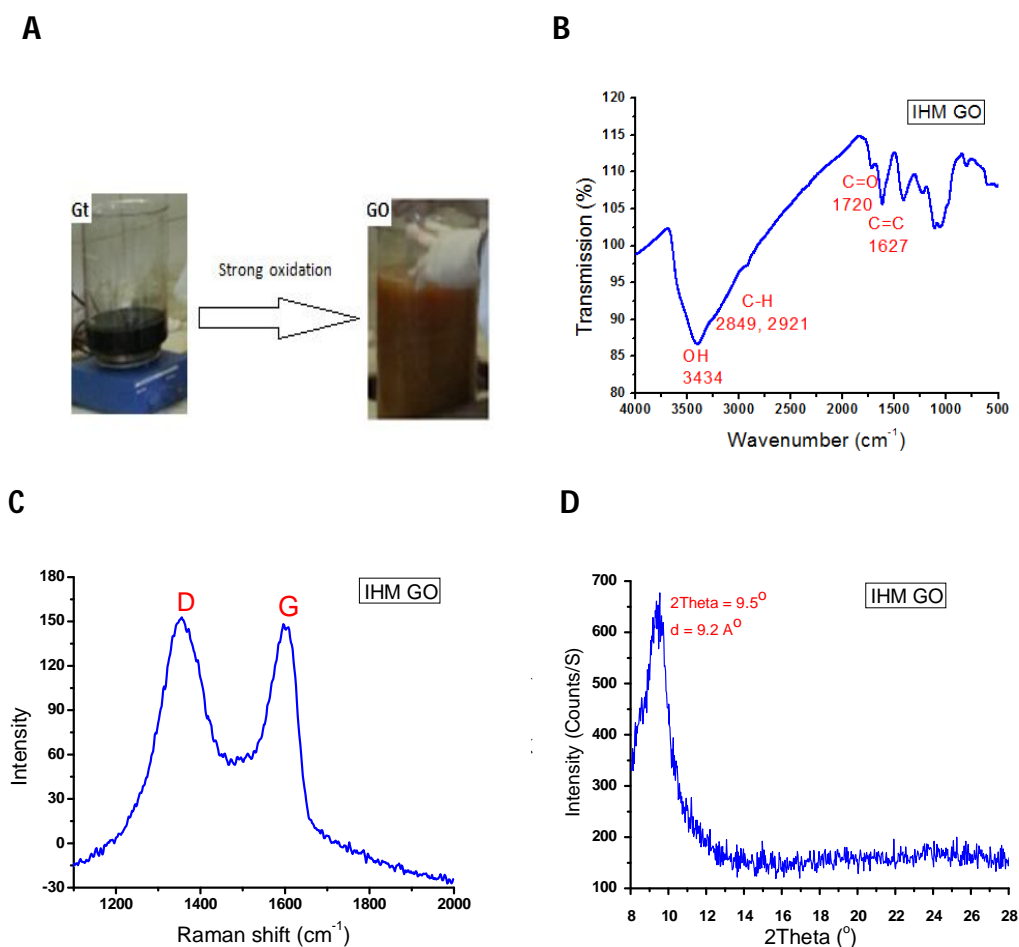 A
B
Gt
Strong oxidation
GO
IHM GO
120
115
110
105
100
95
90
85
80
Transmission (%)
C=O
1720
C=C
1627
C-H
2849, 2921
OH
3434
4000 3500 3000 2500 2000 1500 1000 500
Wavenumber (cm-1)
C
D
IHM GO
180
150
120
90
60
30
0
-30
Intensity
D
G
1200 1400 1600 1800 2000
Raman shift (cm-1)
IHM GO
700
600
500
400
300
200
100
Intensity (Counts/S)
2Theta = 9.5o
d = 9.2 Ao
8 10 12 14 16 18 20 22 24 26 28
2Theta (o)